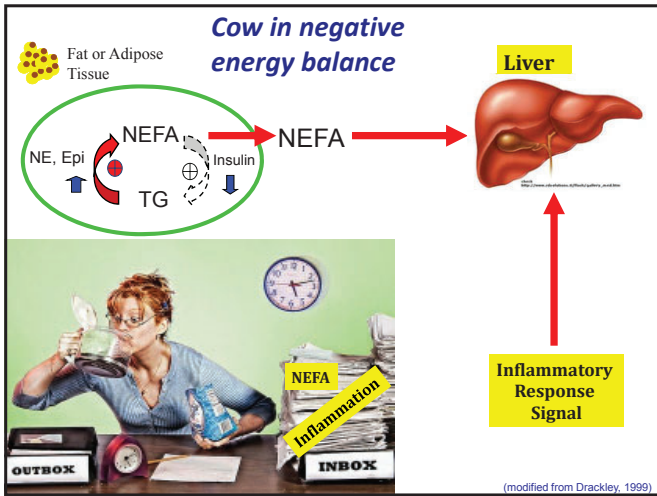 Cow in negative
energy balance
Fat or Adipose
Tissue
Liver
NEFA
NEFA
NE, Epi
Insulin
TG
NEFA
Inflammation
OUTBOX
INBOX
Inflammatory
Response
Signal
(modified from Drackley, 1999)